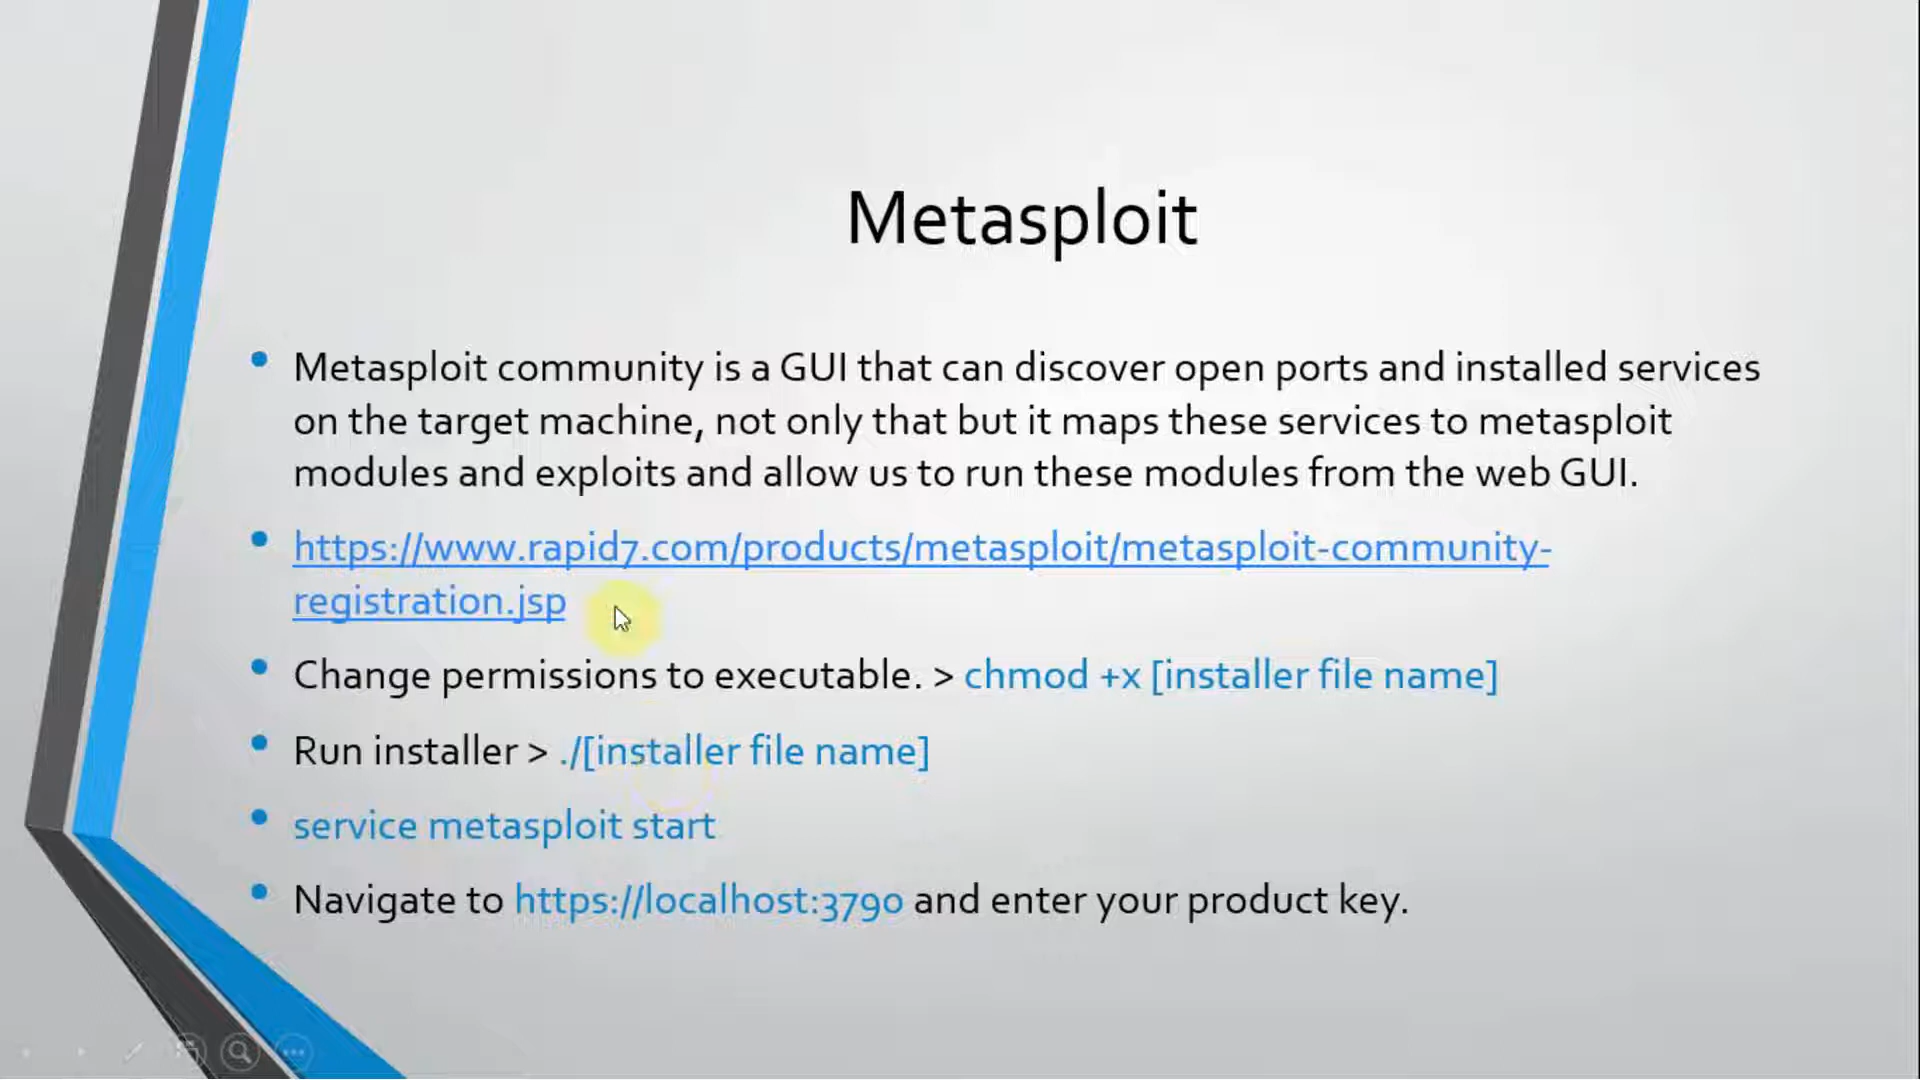 Metasploit
• Metasploit community is a GUI that can discover open ports and installed services
on the target machine, not only that but it maps these services to metasploit
modules and exploits and allow us to run these modules from the web GUI.
• https://www.rapid7.com/products/metasploit/metasploit-community-
registration.jsp
• Change permissions to executable. > chmod +x [installer file name]
• Run installer > ./[installer file name]
• service metasploit start
• Navigate to https://localhost:3790 and enter your product key.